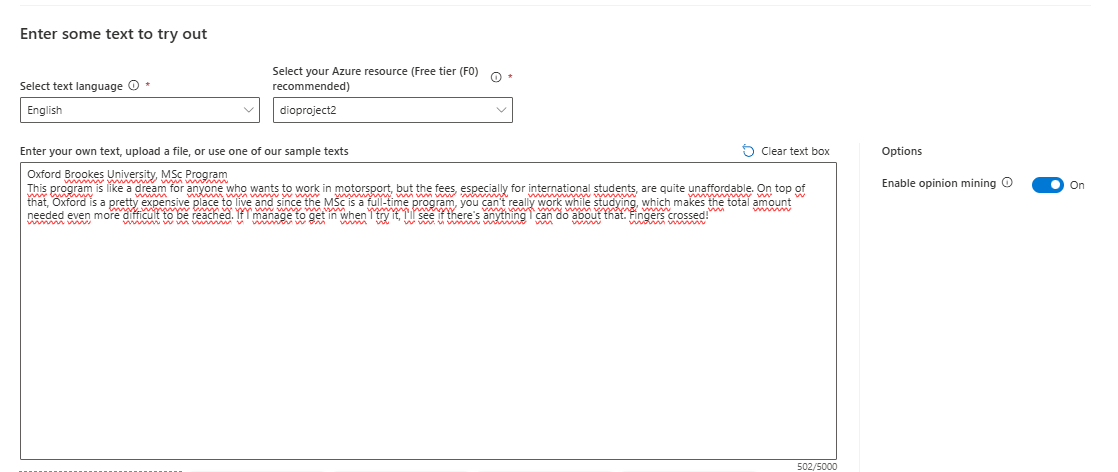 Enter some text to try out
Select text language *
Select your Azure resource (Free tier (F0) recommended) *
English
dioproject2
Enter your own text, upload a file, or use one of our sample texts
Clear text box
Options
Enable opinion mining
On
Oxford Brookes University, MSc Program
This program is like a dream for anyone who wants to work in motorsport, but the fees, especially for international students, are quite unaffordable. On top of
that, Oxford is a pretty expensive place to live and since the MSc is a full-time program, you can't really work while studying, which makes the total amount
needed even more difficult to be reached. If I manage to get in when I try it, I'll see if there's anything I can do about that. Fingers crossed!
502/5000